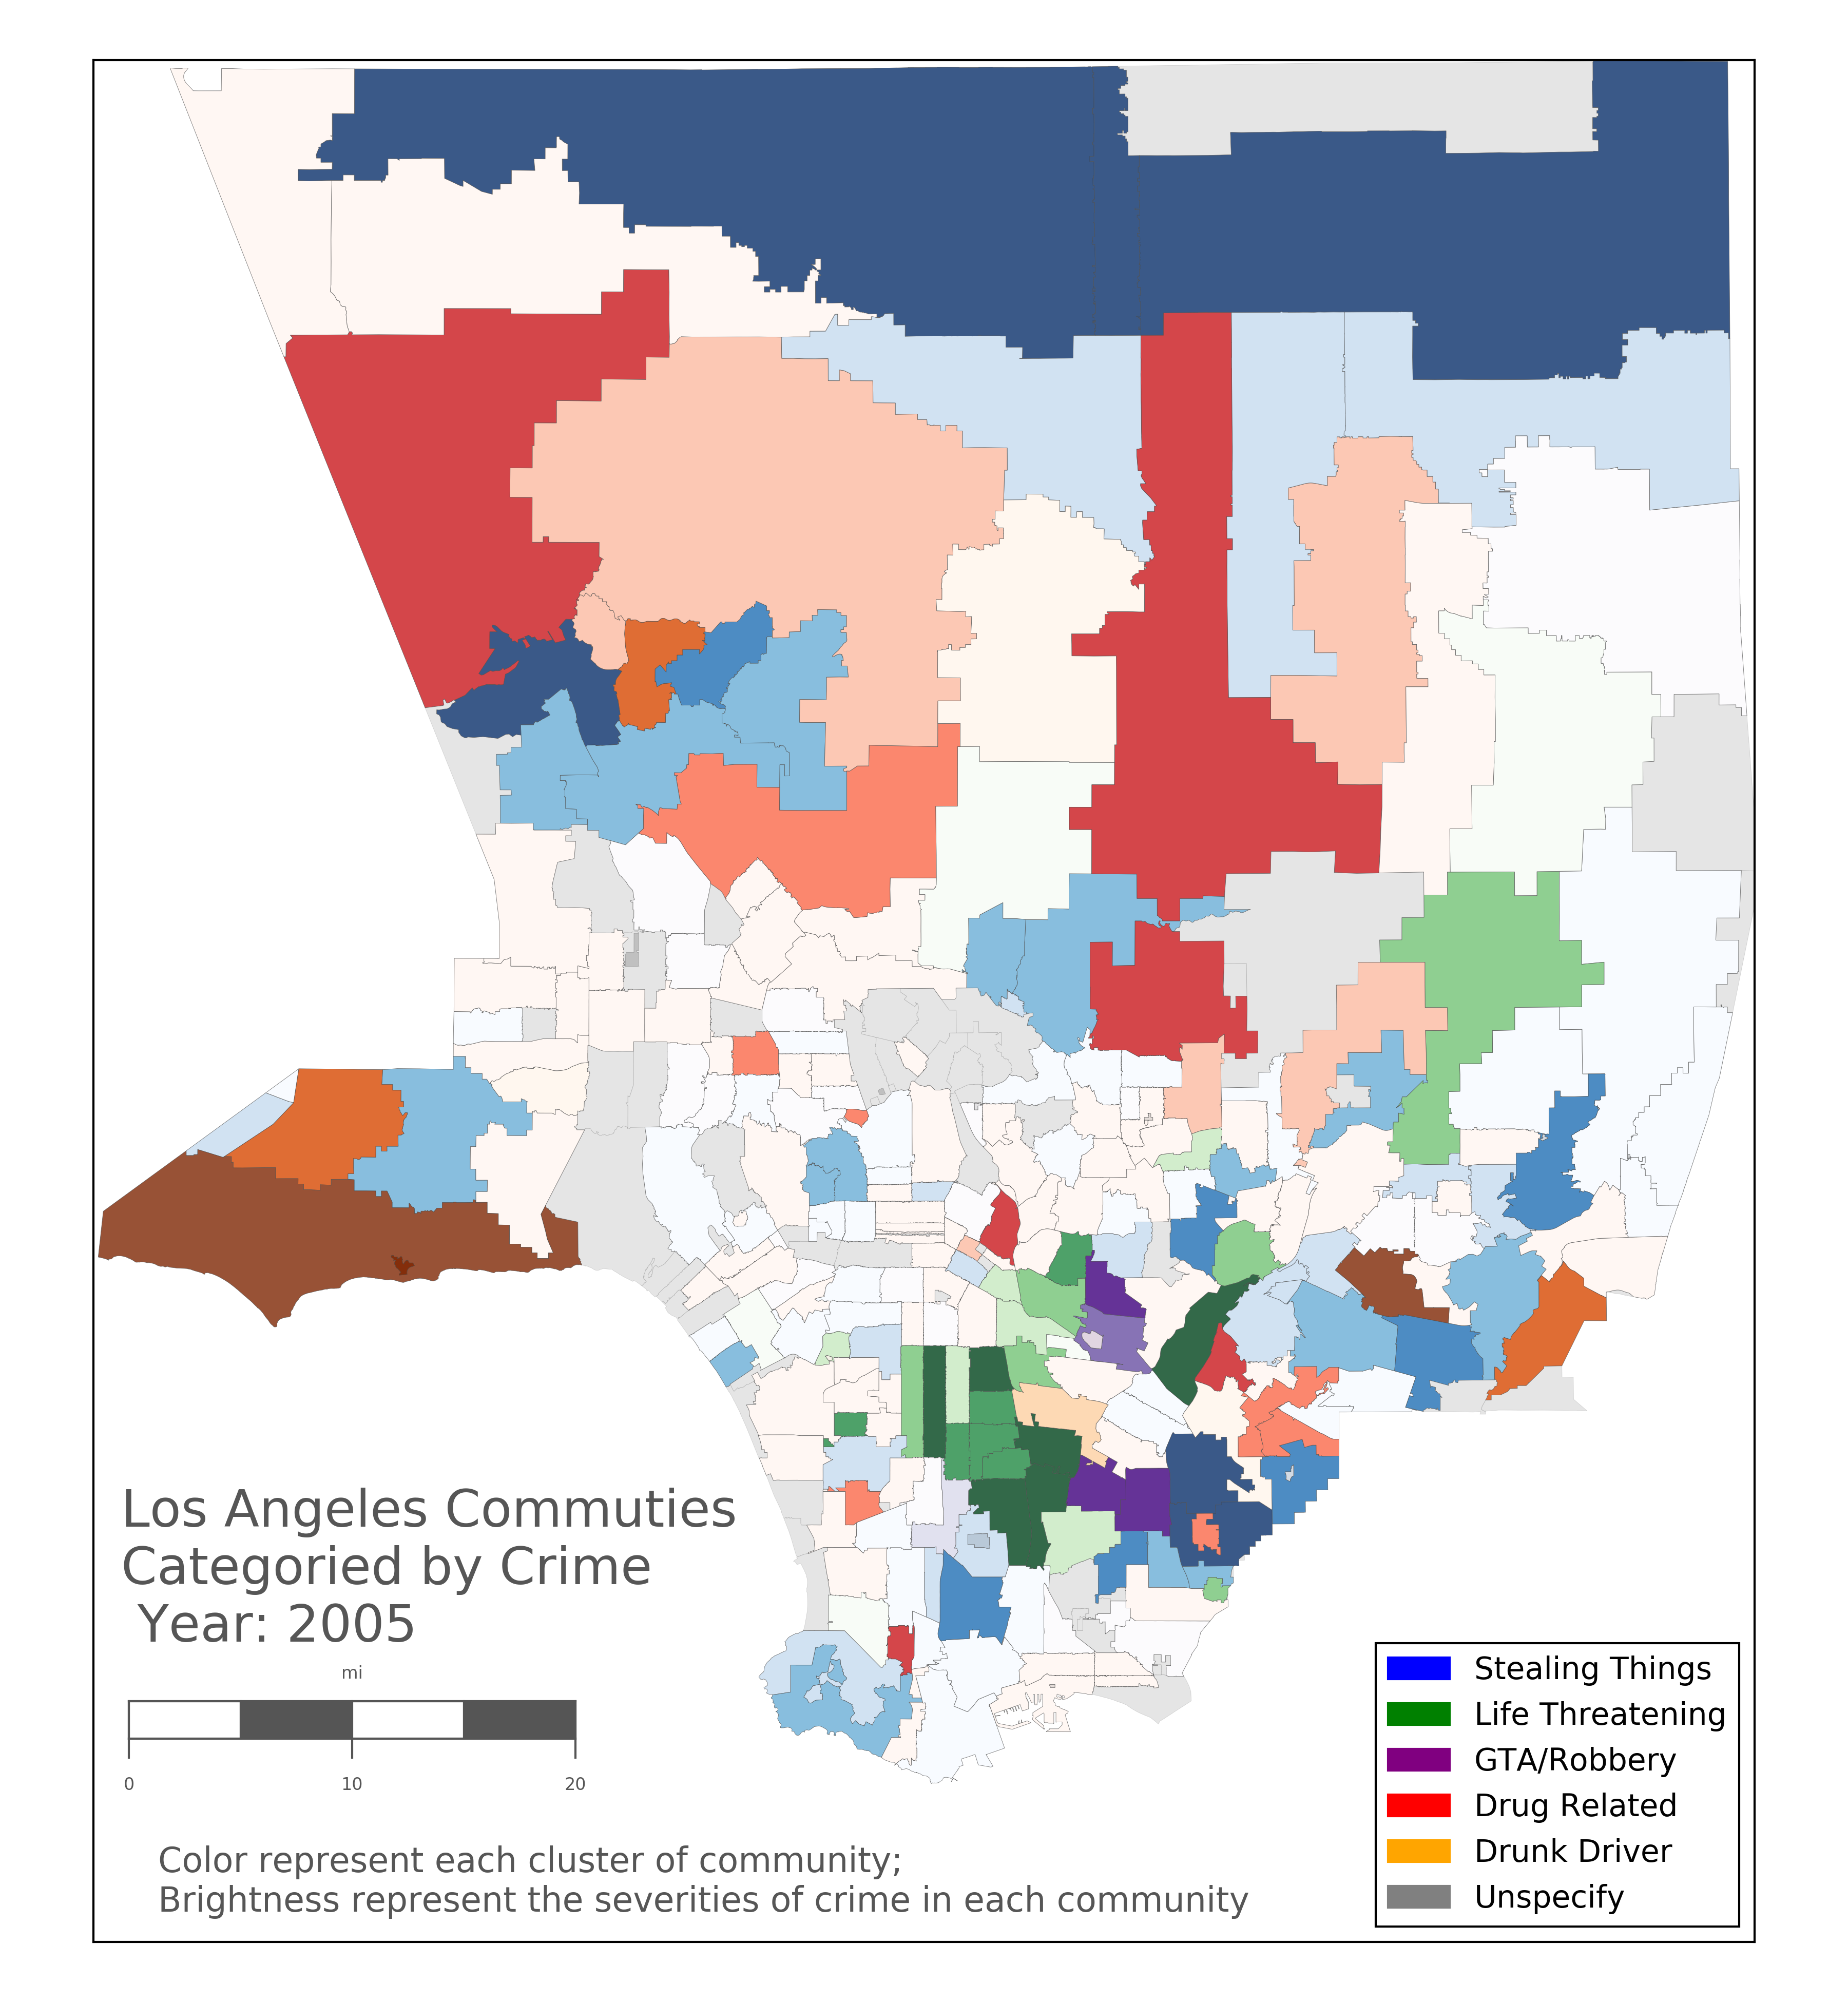 Los Angeles Commuties
Categoried by Crime
Year: 2005
mi
0 10 20
Color represent each cluster of community;
Brightness represent the severities of crime in each community
Stealing Things
Life Threatening
GTA/Robbery
Drug Related
Drunk Driver
Unspecify